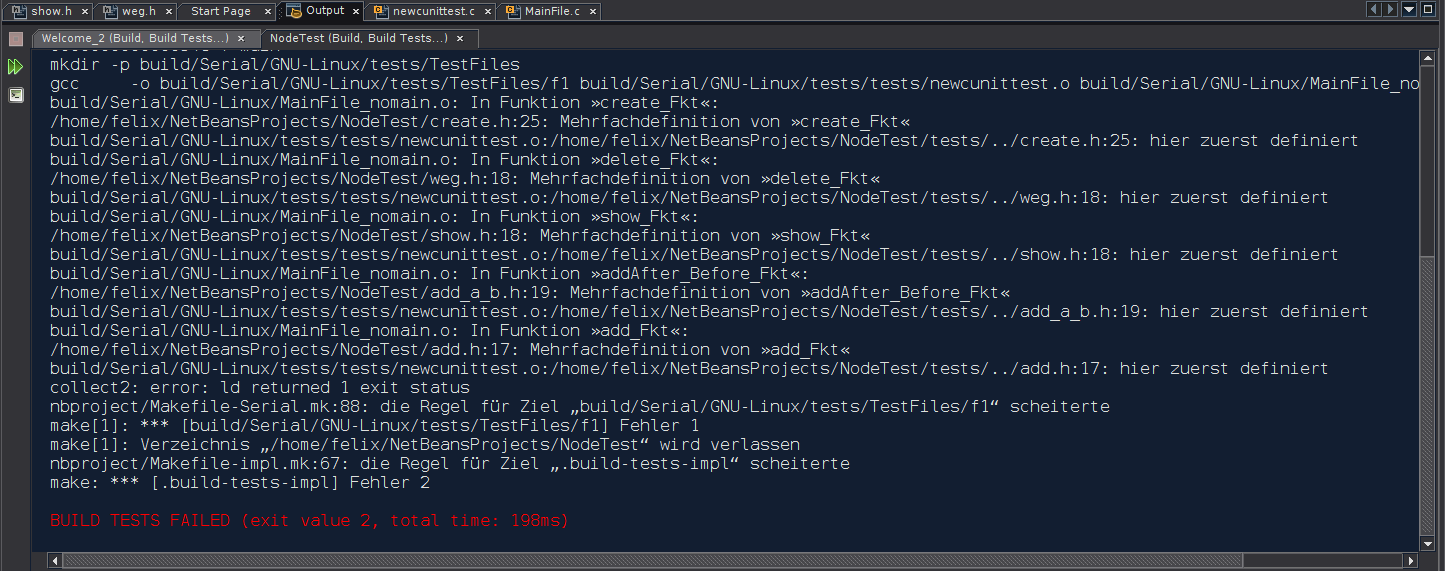 show.h x weg.h x Start Page x Output x newcunittest.c x MainFile.c x
Welcome_2 (Build, Build Tests...) x NodeTest (Build, Build Tests...) x
mkdir -p build/Serial/GNU-Linux/tests/TestFiles
gcc     -o build/Serial/GNU-Linux/tests/TestFiles/f1 build/Serial/GNU-Linux/tests/tests/newcunittest.o build/Serial/GNU-Linux/MainFile_no
build/Serial/GNU-Linux/MainFile_nomain.o: In Funktion »create_Fkt«:
/home/felix/NetBeansProjects/NodeTest/create.h:25: Mehrfachdefinition von »create_Fkt«
build/Serial/GNU-Linux/tests/tests/newcunittest.o:/home/felix/NetBeansProjects/NodeTest/tests/../create.h:25: hier zuerst definiert
build/Serial/GNU-Linux/MainFile_nomain.o: In Funktion »delete_Fkt«:
/home/felix/NetBeansProjects/NodeTest/weg.h:18: Mehrfachdefinition von »delete_Fkt«
build/Serial/GNU-Linux/tests/tests/newcunittest.o:/home/felix/NetBeansProjects/NodeTest/tests/../weg.h:18: hier zuerst definiert
build/Serial/GNU-Linux/MainFile_nomain.o: In Funktion »show_Fkt«:
/home/felix/NetBeansProjects/NodeTest/show.h:18: Mehrfachdefinition von »show_Fkt«
build/Serial/GNU-Linux/tests/tests/newcunittest.o:/home/felix/NetBeansProjects/NodeTest/tests/../show.h:18: hier zuerst definiert
build/Serial/GNU-Linux/MainFile_nomain.o: In Funktion »addAfter_Before_Fkt«:
/home/felix/NetBeansProjects/NodeTest/add_a_b.h:19: Mehrfachdefinition von »addAfter_Before_Fkt«
build/Serial/GNU-Linux/tests/tests/newcunittest.o:/home/felix/NetBeansProjects/NodeTest/tests/../add_a_b.h:19: hier zuerst definiert
build/Serial/GNU-Linux/MainFile_nomain.o: In Funktion »add_Fkt«:
/home/felix/NetBeansProjects/NodeTest/add.h:17: Mehrfachdefinition von »add_Fkt«
build/Serial/GNU-Linux/tests/tests/newcunittest.o:/home/felix/NetBeansProjects/NodeTest/tests/../add.h:17: hier zuerst definiert
collect2: error: ld returned 1 exit status
nbproject/Makefile-Serial.mk:88: die Regel für Ziel „build/Serial/GNU-Linux/tests/TestFiles/f1“ scheiterte
make[1]: *** [build/Serial/GNU-Linux/tests/TestFiles/f1] Fehler 1
make[1]: Verzeichnis „/home/felix/NetBeansProjects/NodeTest“ wird verlassen
nbproject/Makefile-impl.mk:67: die Regel für Ziel „.build-tests-impl“ scheiterte
make: *** [.build-tests-impl] Fehler 2
BUILD TESTS FAILED (exit value 2, total time: 198ms)